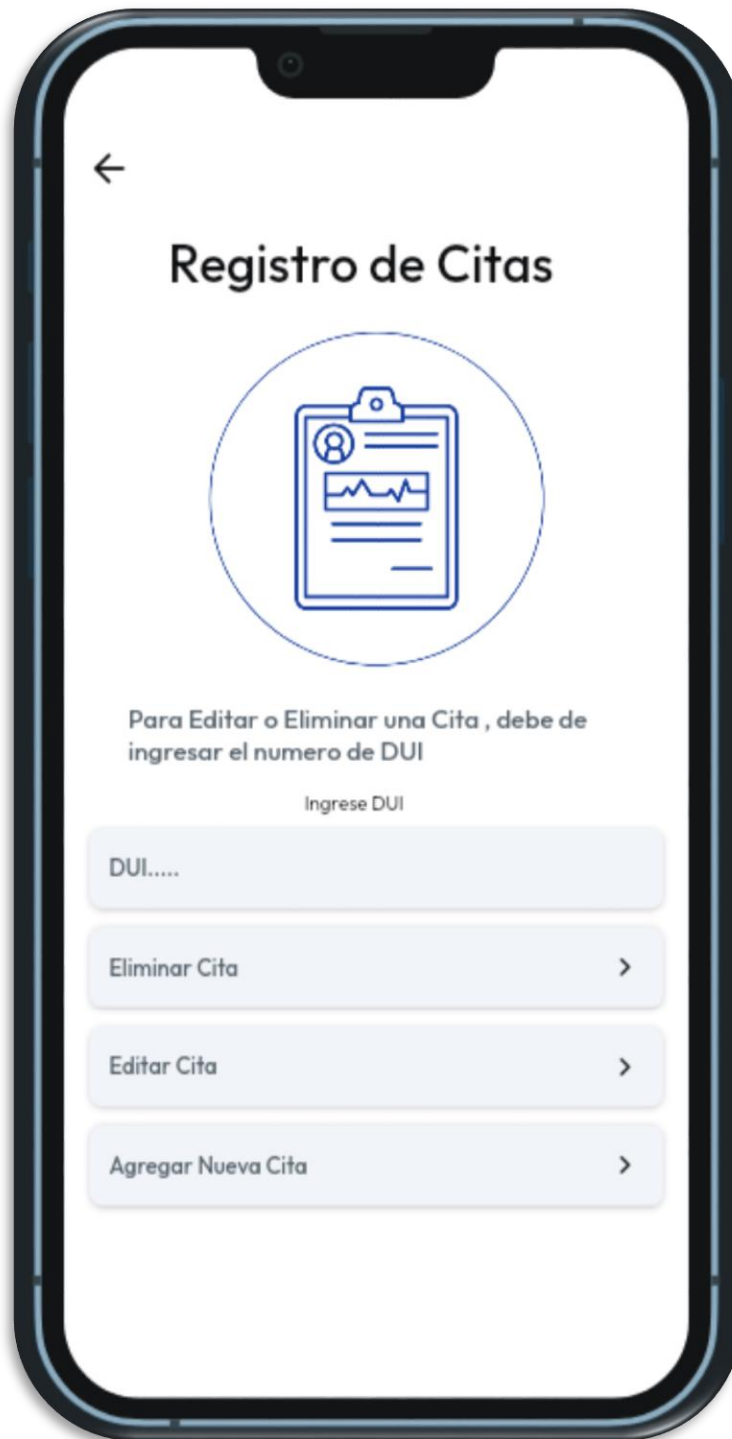 Registro de Citas
Para Editar o Eliminar una Cita , debe de
ingresar el numero de DUI
Ingrese DUI
DUI.....
Eliminar Cita
Editar Cita
Agregar Nueva Cita